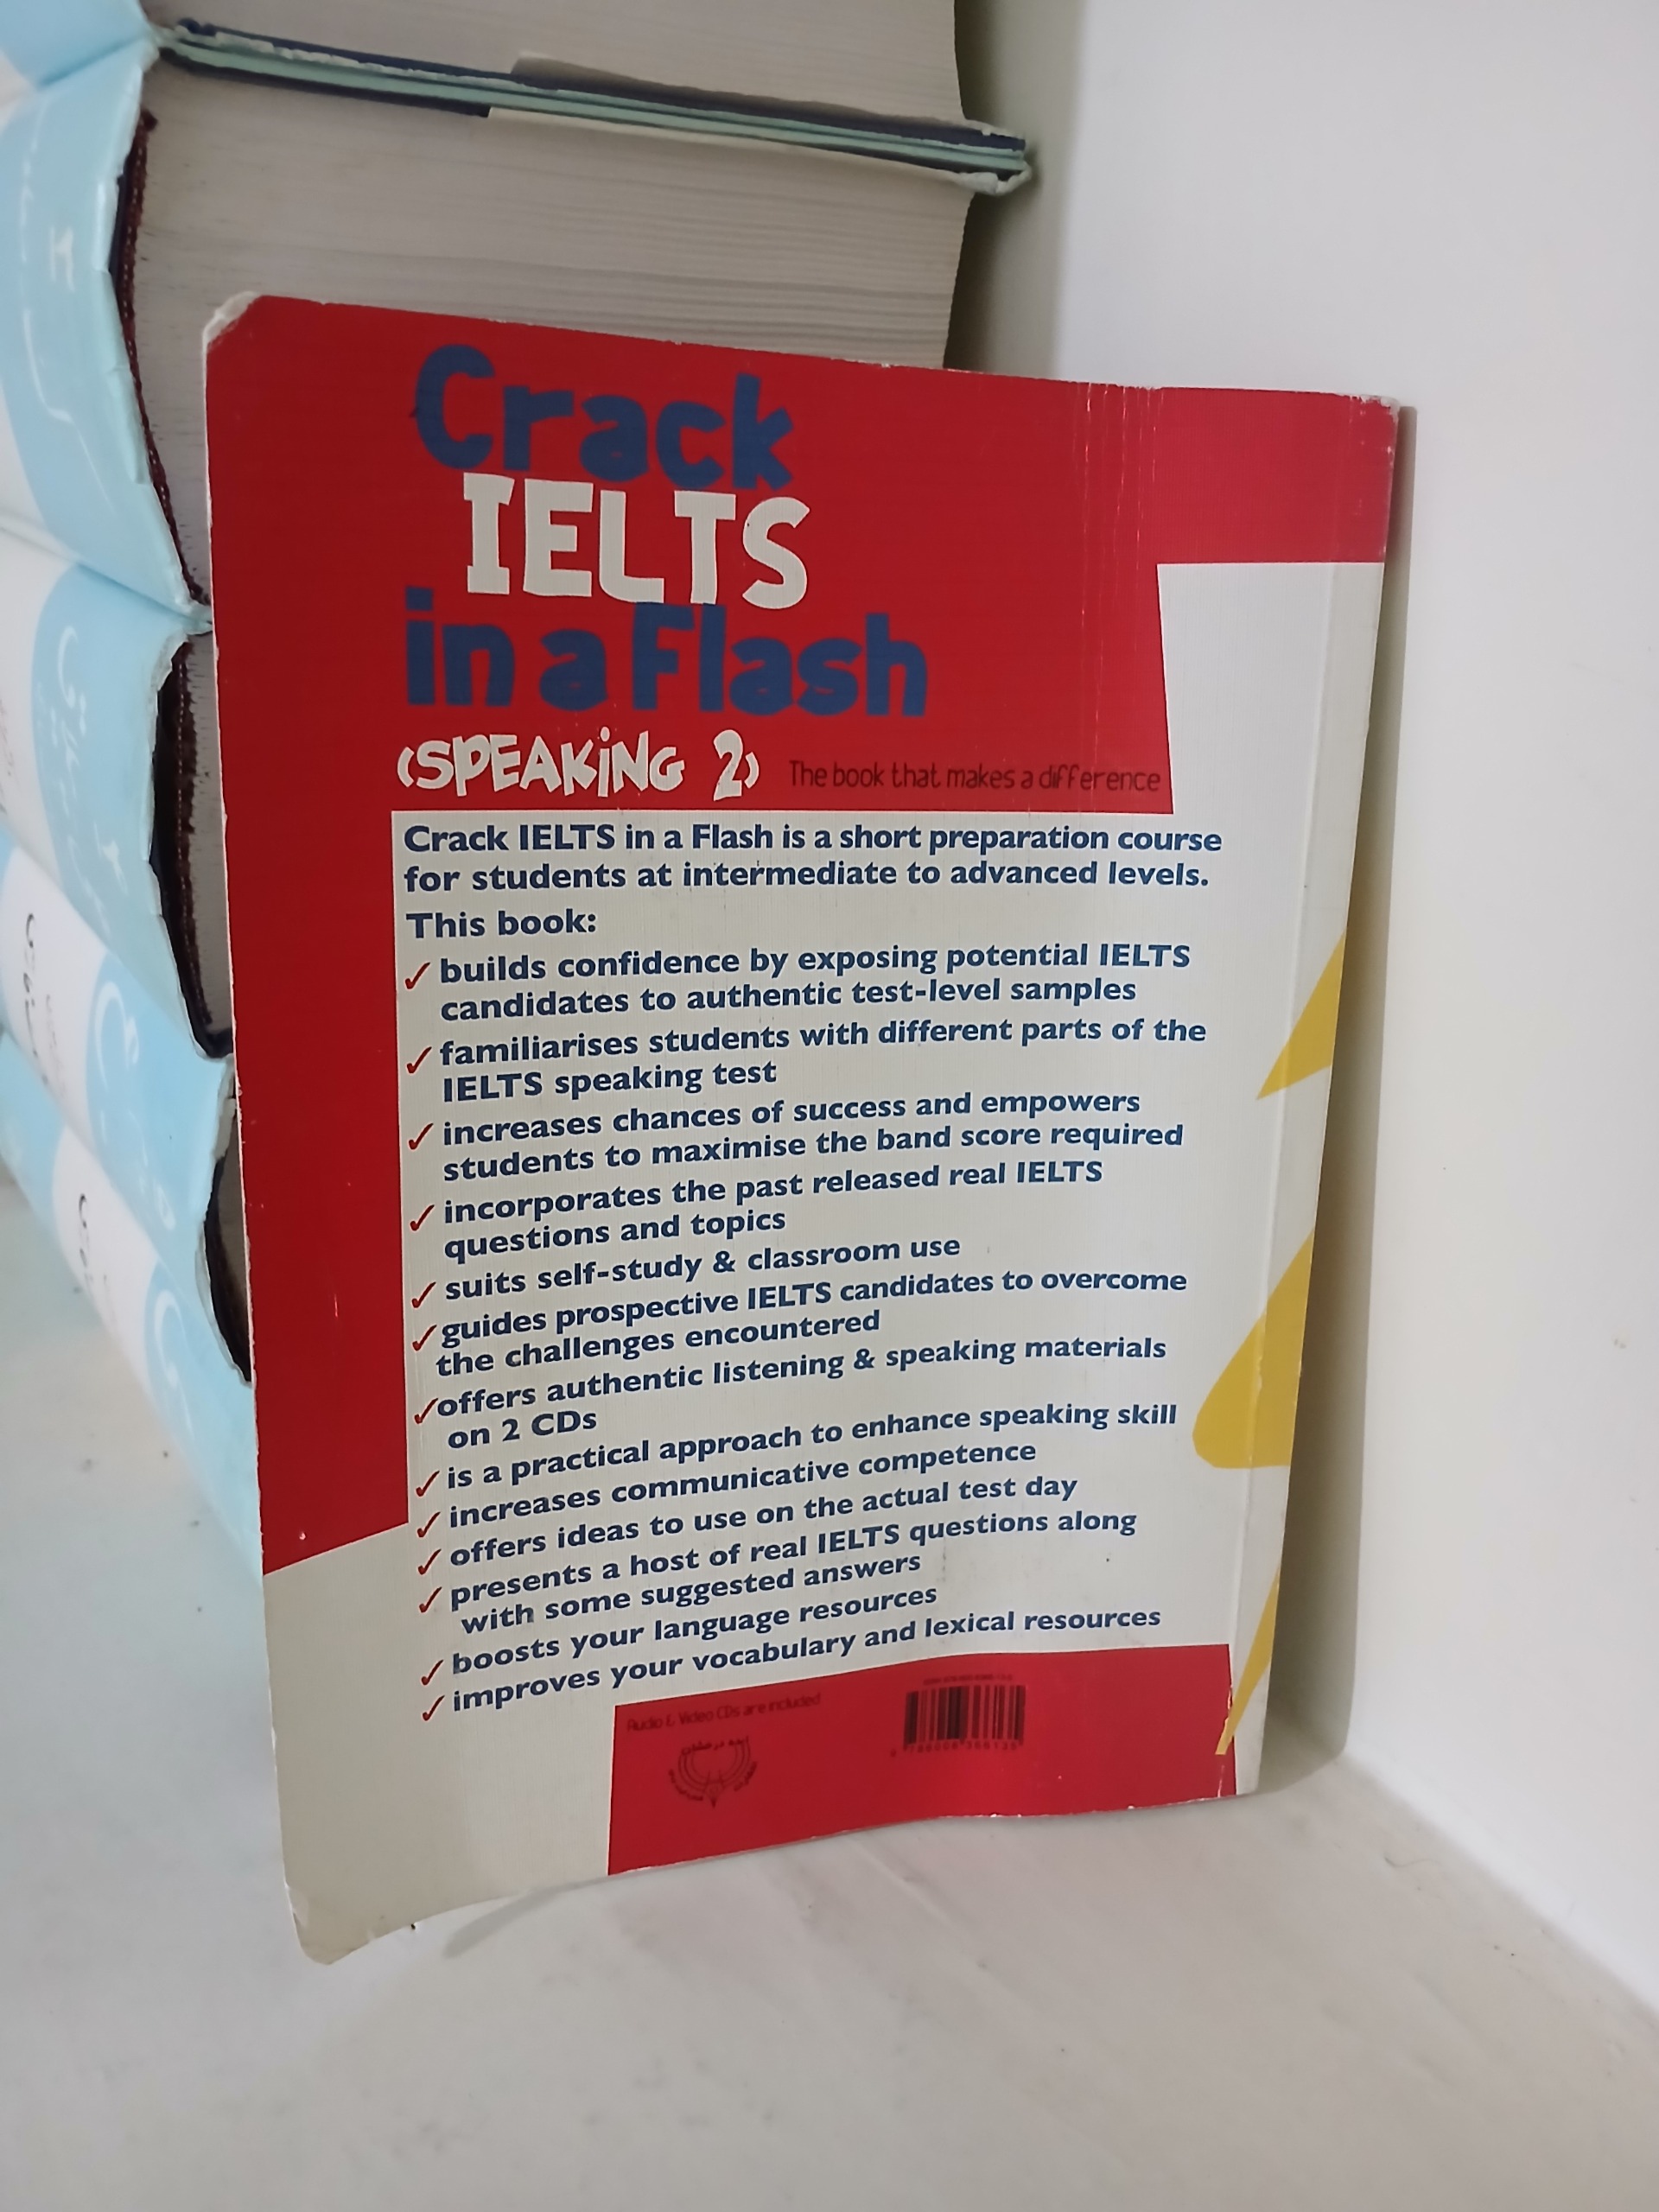 Crack
IELTS
in a Flash
(SPEAKING 2) The book that makes a difference
Crack IELTS in a Flash is a short preparation course
for students at intermediate to advanced levels.
This book:
✓ builds confidence by exposing potential IELTS
candidates to authentic test-level samples
✓ familiarises students with different parts of the
IELTS speaking test
✓ increases chances of success and empowers
students to maximise the band score required
✓ incorporates the past released real IELTS
questions and topics
✓ suits self-study & classroom use
✓ guides prospective IELTS candidates to overcome
the challenges encountered
✓ offers authentic listening & speaking materials
on 2 CDs
✓ is a practical approach to enhance speaking skill
✓ increases communicative competence
✓ offers ideas to use on the actual test day
✓ presents a host of real IELTS questions along
with some suggested answers
✓ boosts your language resources
✓ improves your vocabulary and lexical resources
Audio & Video CDs are included